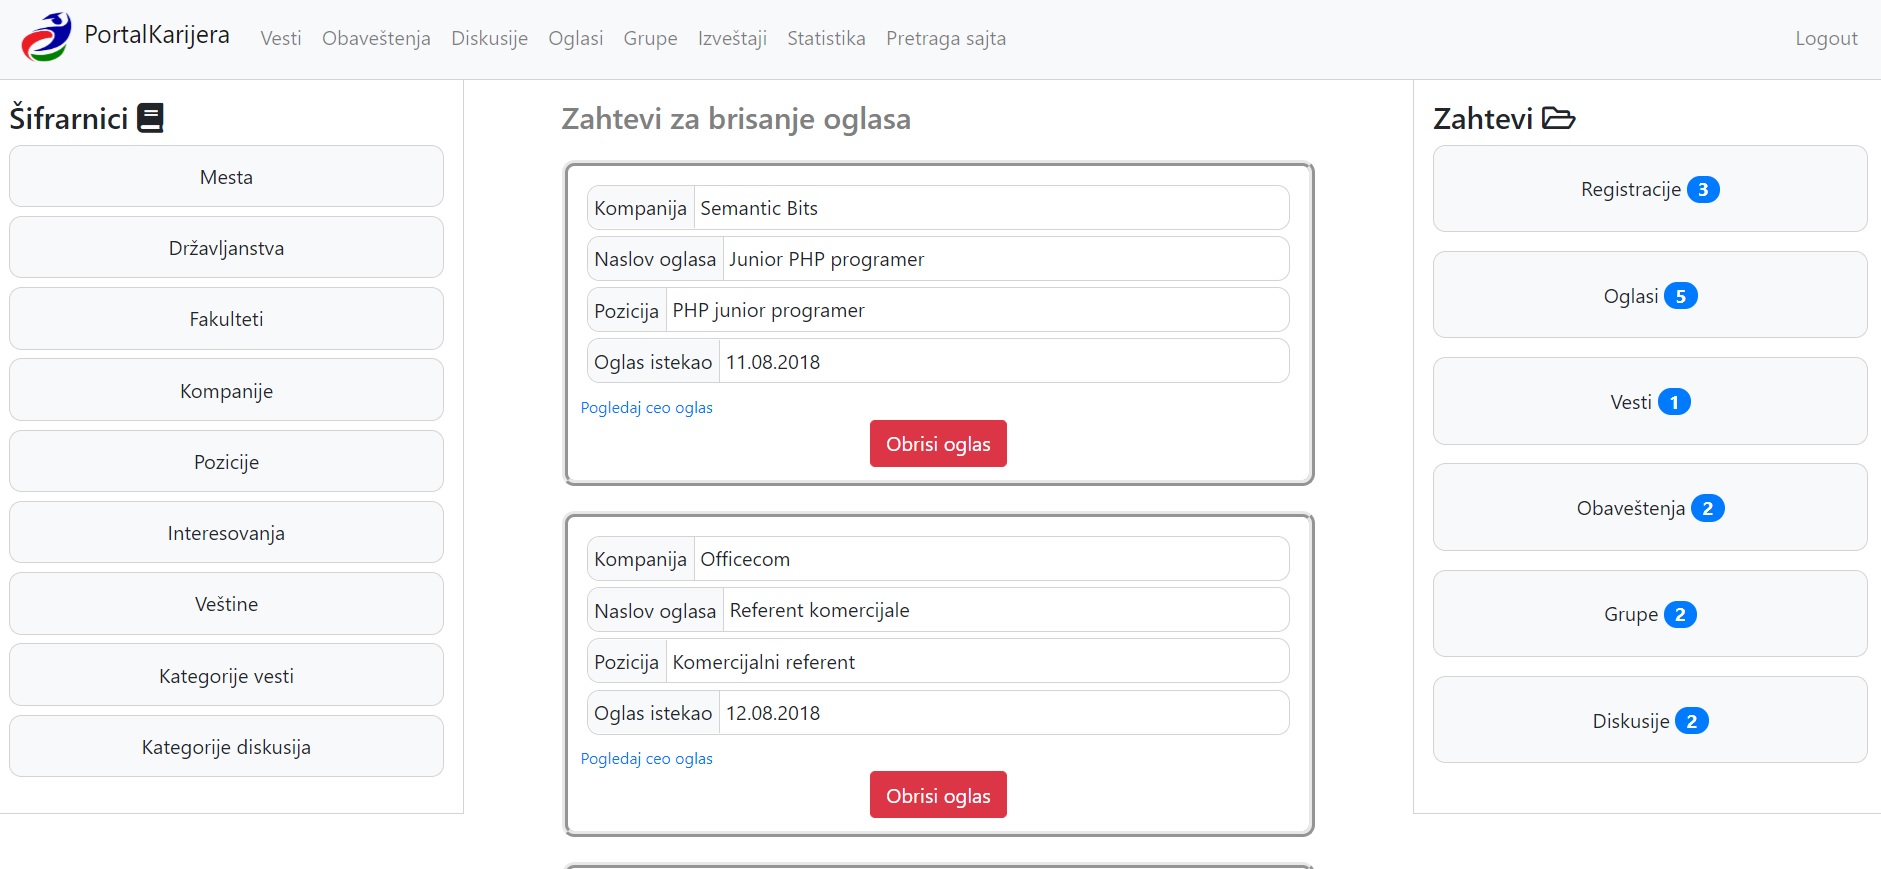 PortalKarijera Vesti Obaveštenja Diskusije Oglasi Grupe Izveštaji Statistika Pretraga sajta Logout
Šifrarnici
Mesta
Državljanstva
Fakulteti
Kompanije
Pozicije
Interesovanja
Veštine
Kategorije vesti
Kategorije diskusija
Zahtevi za brisanje oglasa
Kompanija Semantic Bits
Naslov oglasa Junior PHP programer
Pozicija PHP junior programer
Oglas istekao 11.08.2018
Pogledaj ceo oglas
Obrisi oglas
Kompanija Officecom
Naslov oglasa Referent komercijale
Pozicija Komercijalni referent
Oglas istekao 12.08.2018
Pogledaj ceo oglas
Obrisi oglas
Zahtevi
Registracije 3
Oglasi 5
Vesti 1
Obaveštenja 2
Grupe 2
Diskusije 2